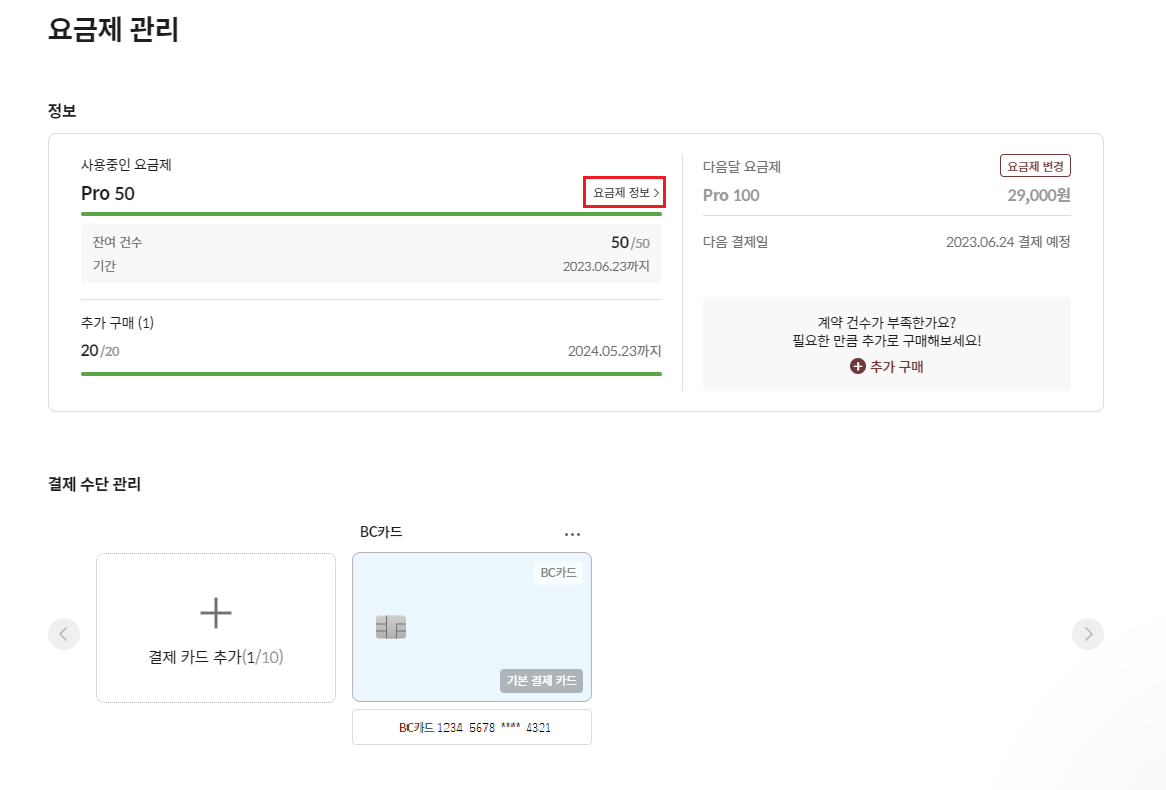 요금제 관리
정보
사용중인 요금제
Pro 50
요금제 정보 >
잔여 건수 50/50
기간 2023.06.23까지
추가 구매 (1)
20/20 2024.05.23까지
다음달 요금제 요금제 변경
Pro 100 29,000원
다음 결제일 2023.06.24 결제 예정
계약 건수가 부족한가요?
필요한 만큼 추가로 구매해보세요!
추가 구매
결제 수단 관리
결제 카드 추가(1/10)
BC카드 ...
BC카드
기본 결제 카드
BC카드 1234 5678 **** 4321